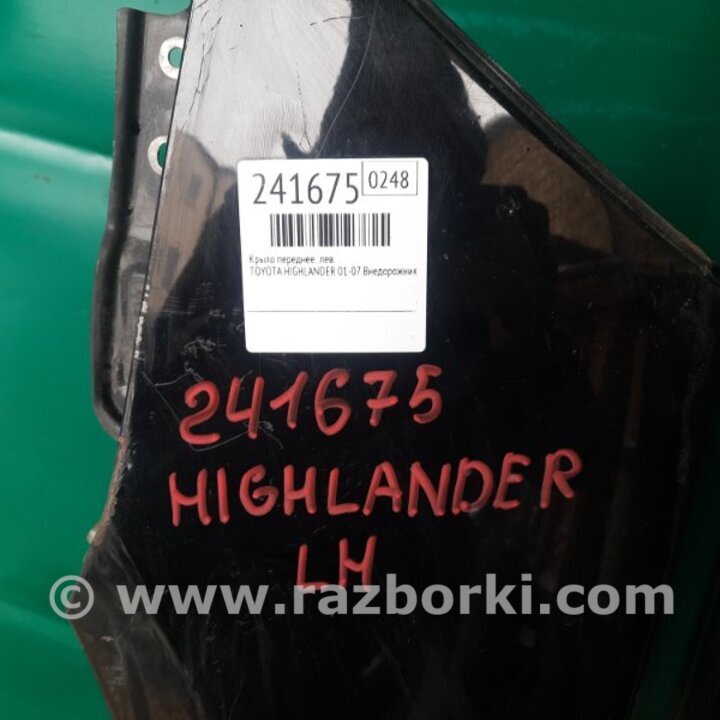 241675 0248
Крыло переднее лев.
TOYOTA HIGHLANDER 01-07 Внедорожник
241675
HIGHLANDER
LH
© www.razborki.com